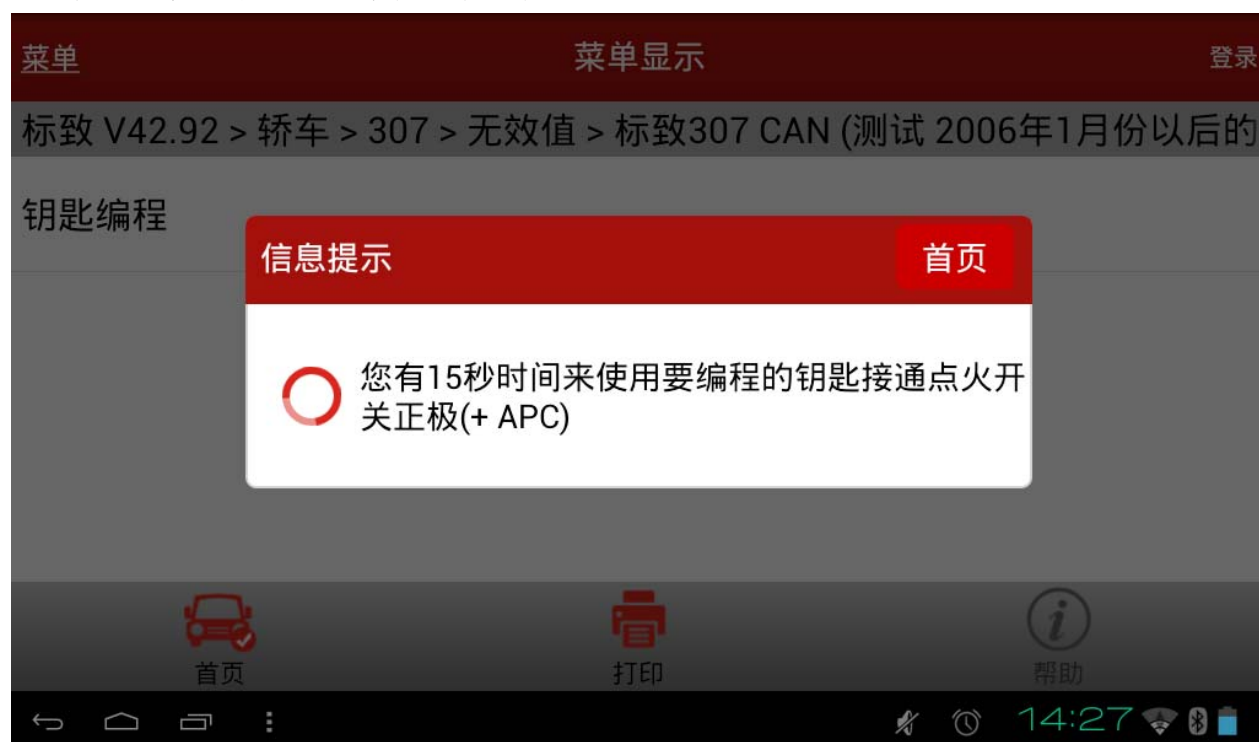 菜单 菜单显示 登录
标致 V42.92 > 轿车 > 307 > 无效值 > 标致307 CAN (测试 2006年1月份以后的
钥匙编程
信息提示 首页
您有15秒时间来使用要编程的钥匙接通点火开
关正极(+ APC)
首页 打印 帮助
14:27